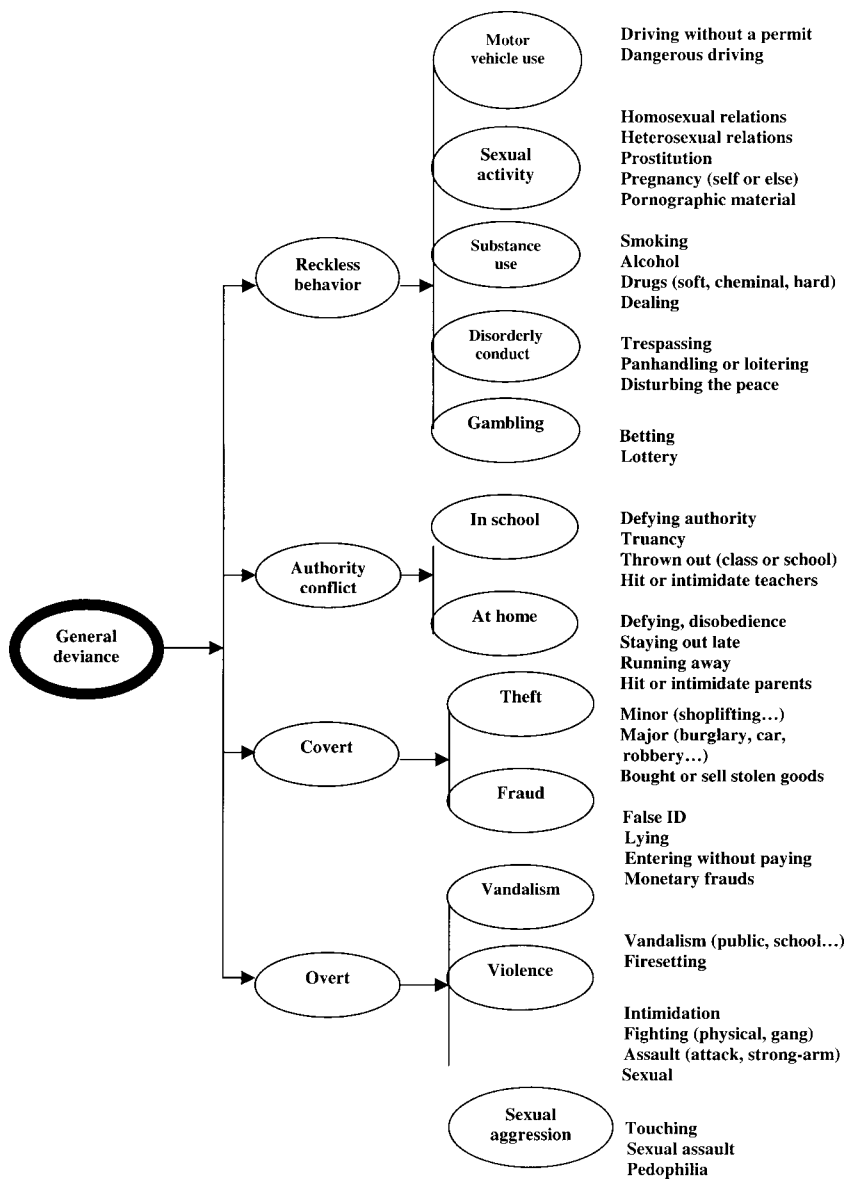 Motor
vehicle use
Driving without a permit
Dangerous driving
Sexual
activity
Homosexual relations
Heterosexual relations
Prostitution
Pregnancy (self or else)
Pornographic material
Reckless
behavior
Substance
use
Smoking
Alcohol
Drugs (soft, cheminal, hard)
Dealing
Disorderly
conduct
Trespassing
Panhandling or loitering
Disturbing the peace
Gambling
Betting
Lottery
In school
Defying authority
Truancy
Thrown out (class or school)
Hit or intimidate teachers
Authority
conflict
At home
Defying, disobedience
Staying out late
Running away
Hit or intimidate parents
General
deviance
Theft
Minor (shoplifting…)
Major (burglary, car,
robbery…)
Bought or sell stolen goods
Covert
Fraud
False ID
Lying
Entering without paying
Monetary frauds
Vandalism
Vandalism (public, school…)
Firesetting
Overt
Violence
Intimidation
Fighting (physical, gang)
Assault (attack, strong-arm)
Sexual
Sexual
aggression
Touching
Sexual assault
Pedophilia